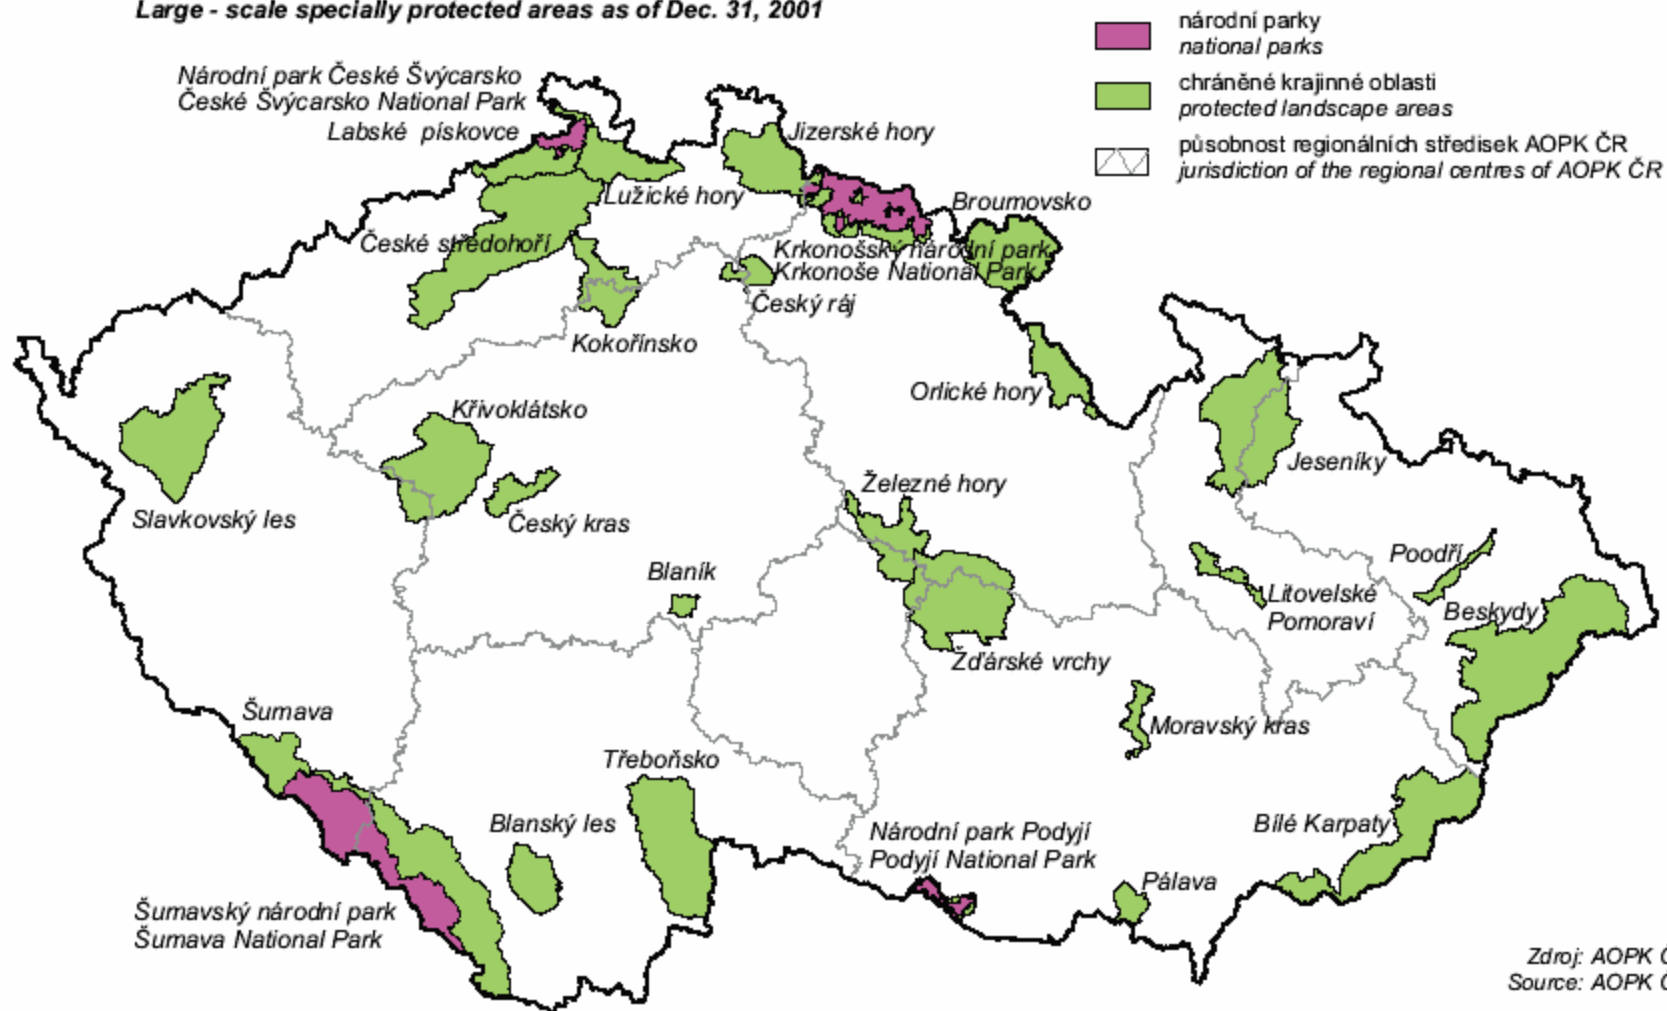 Large - scale specially protected areas as of Dec. 31, 2001
národní parky
national parks
chráněné krajinné oblasti
protected landscape areas
působnost regionálních středisek AOPK ČR
jurisdiction of the regional centres of AOPK ČR
Národní park České Švýcarsko
České Švýcarsko National Park
Labské pískovce
Jizerské hory
Lužické hory
Broumovsko
České středohoří
Krkonošský národní park
Krkonoše National Park
Český ráj
Kokořínsko
Orlické hory
Křivoklátsko
Jeseníky
Železné hory
Slavkovský les
Český kras
Poodří
Blaník
Litovelské
Pomoraví
Beskydy
Žďárské vrchy
Šumava
Moravský kras
Třeboňsko
Blanský les
Národní park Podyjí
Podyjí National Park
Bílé Karpaty
Pálava
Šumavský národní park
Šumava National Park
Zdroj: AOPK
Source: AOPK